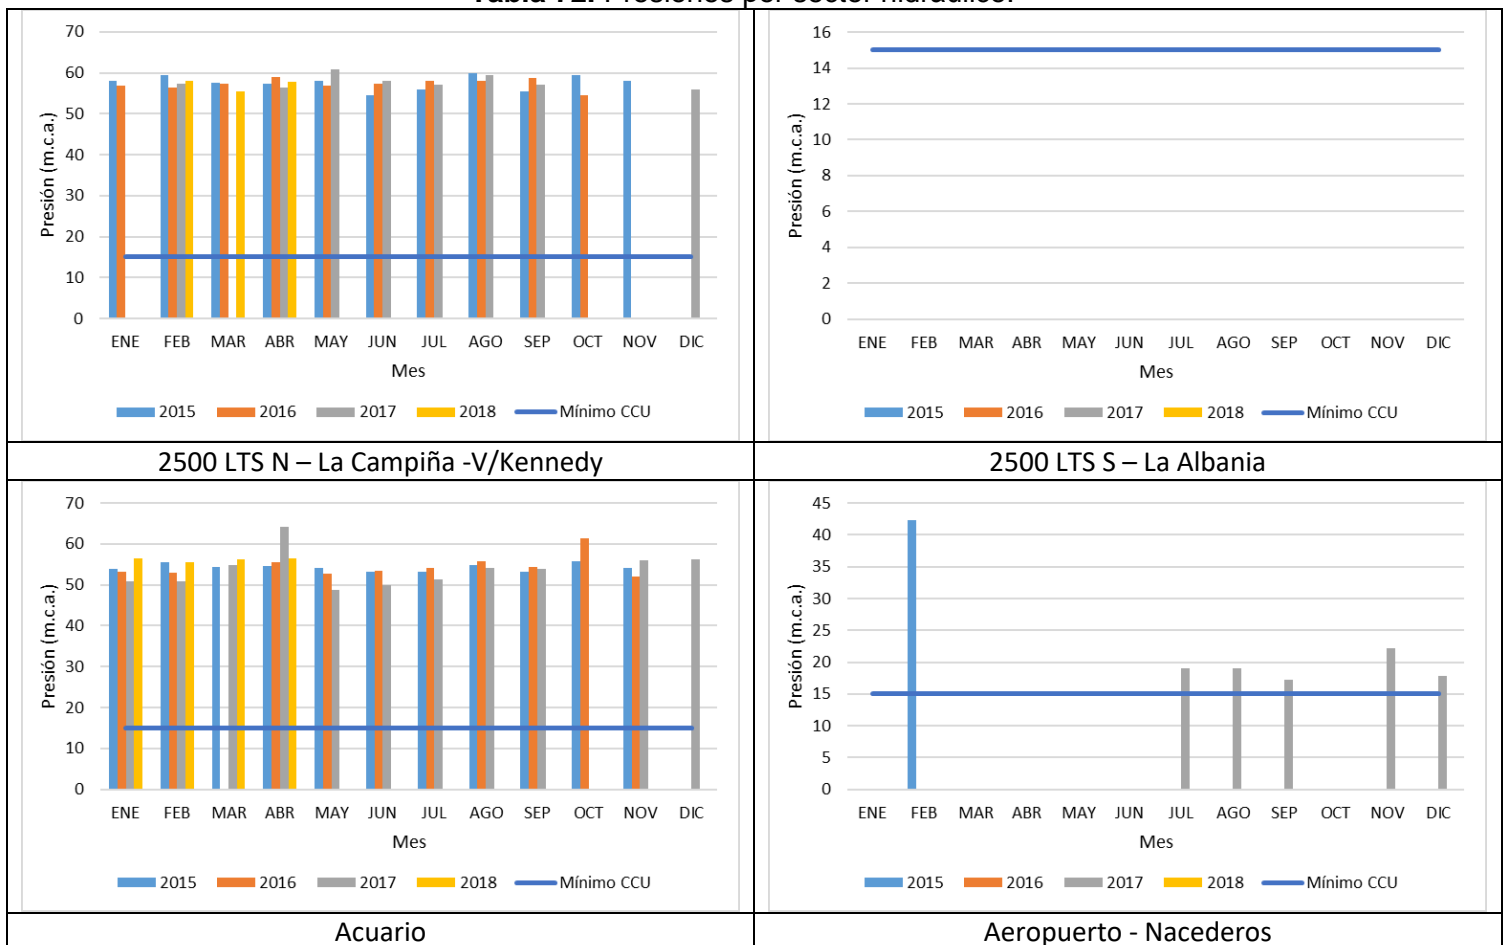 Tabla 72. Presiones por sector hidráulico.
70
60
50
40
30
20
10
0
Presión (m.c.a.)
ENE FEB MAR ABR MAY JUN JUL AGO SEP OCT NOV DIC
Mes
2015 2016 2017 2018 Mínimo CCU
16
14
12
10
8
6
4
2
0
Presión (m.c.a.)
ENE FEB MAR ABR MAY JUN JUL AGO SEP OCT NOV DIC
Mes
2015 2016 2017 2018 Mínimo CCU
2500 LTS N – La Campiña -V/Kennedy
2500 LTS S – La Albania
70
60
50
40
30
20
10
0
Presión (m.c.a.)
ENE FEB MAR ABR MAY JUN JUL AGO SEP OCT NOV DIC
Mes
2015 2016 2017 2018 Mínimo CCU
45
40
35
30
25
20
15
10
5
0
Presión (m.c.a.)
ENE FEB MAR ABR MAY JUN JUL AGO SEP OCT NOV DIC
Mes
2015 2016 2017 2018 Mínimo CCU
Acuario
Aeropuerto - Nacederos